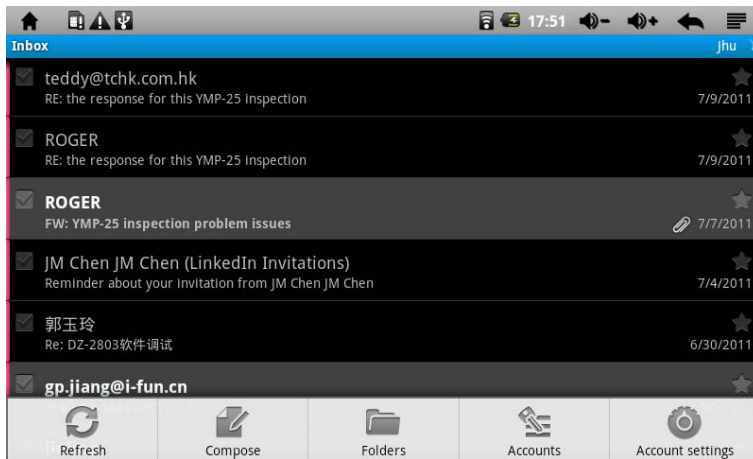 17:51
Inbox
Jhu
teddy@tchk.com.hk
RE: the response for this YMP-25 inspection
7/9/2011
ROGER
RE: the response for this YMP-25 inspection
7/9/2011
ROGER
FW: YMP-25 inspection problem issues
7/7/2011
JM Chen JM Chen (LinkedIn Invitations)
Reminder about your invitation from JM Chen JM Chen
7/4/2011
郭玉玲
Re: DZ-2803软件调试
6/30/2011
gp.jiang@i-fun.cn
Refresh
Compose
Folders
Accounts
Account settings